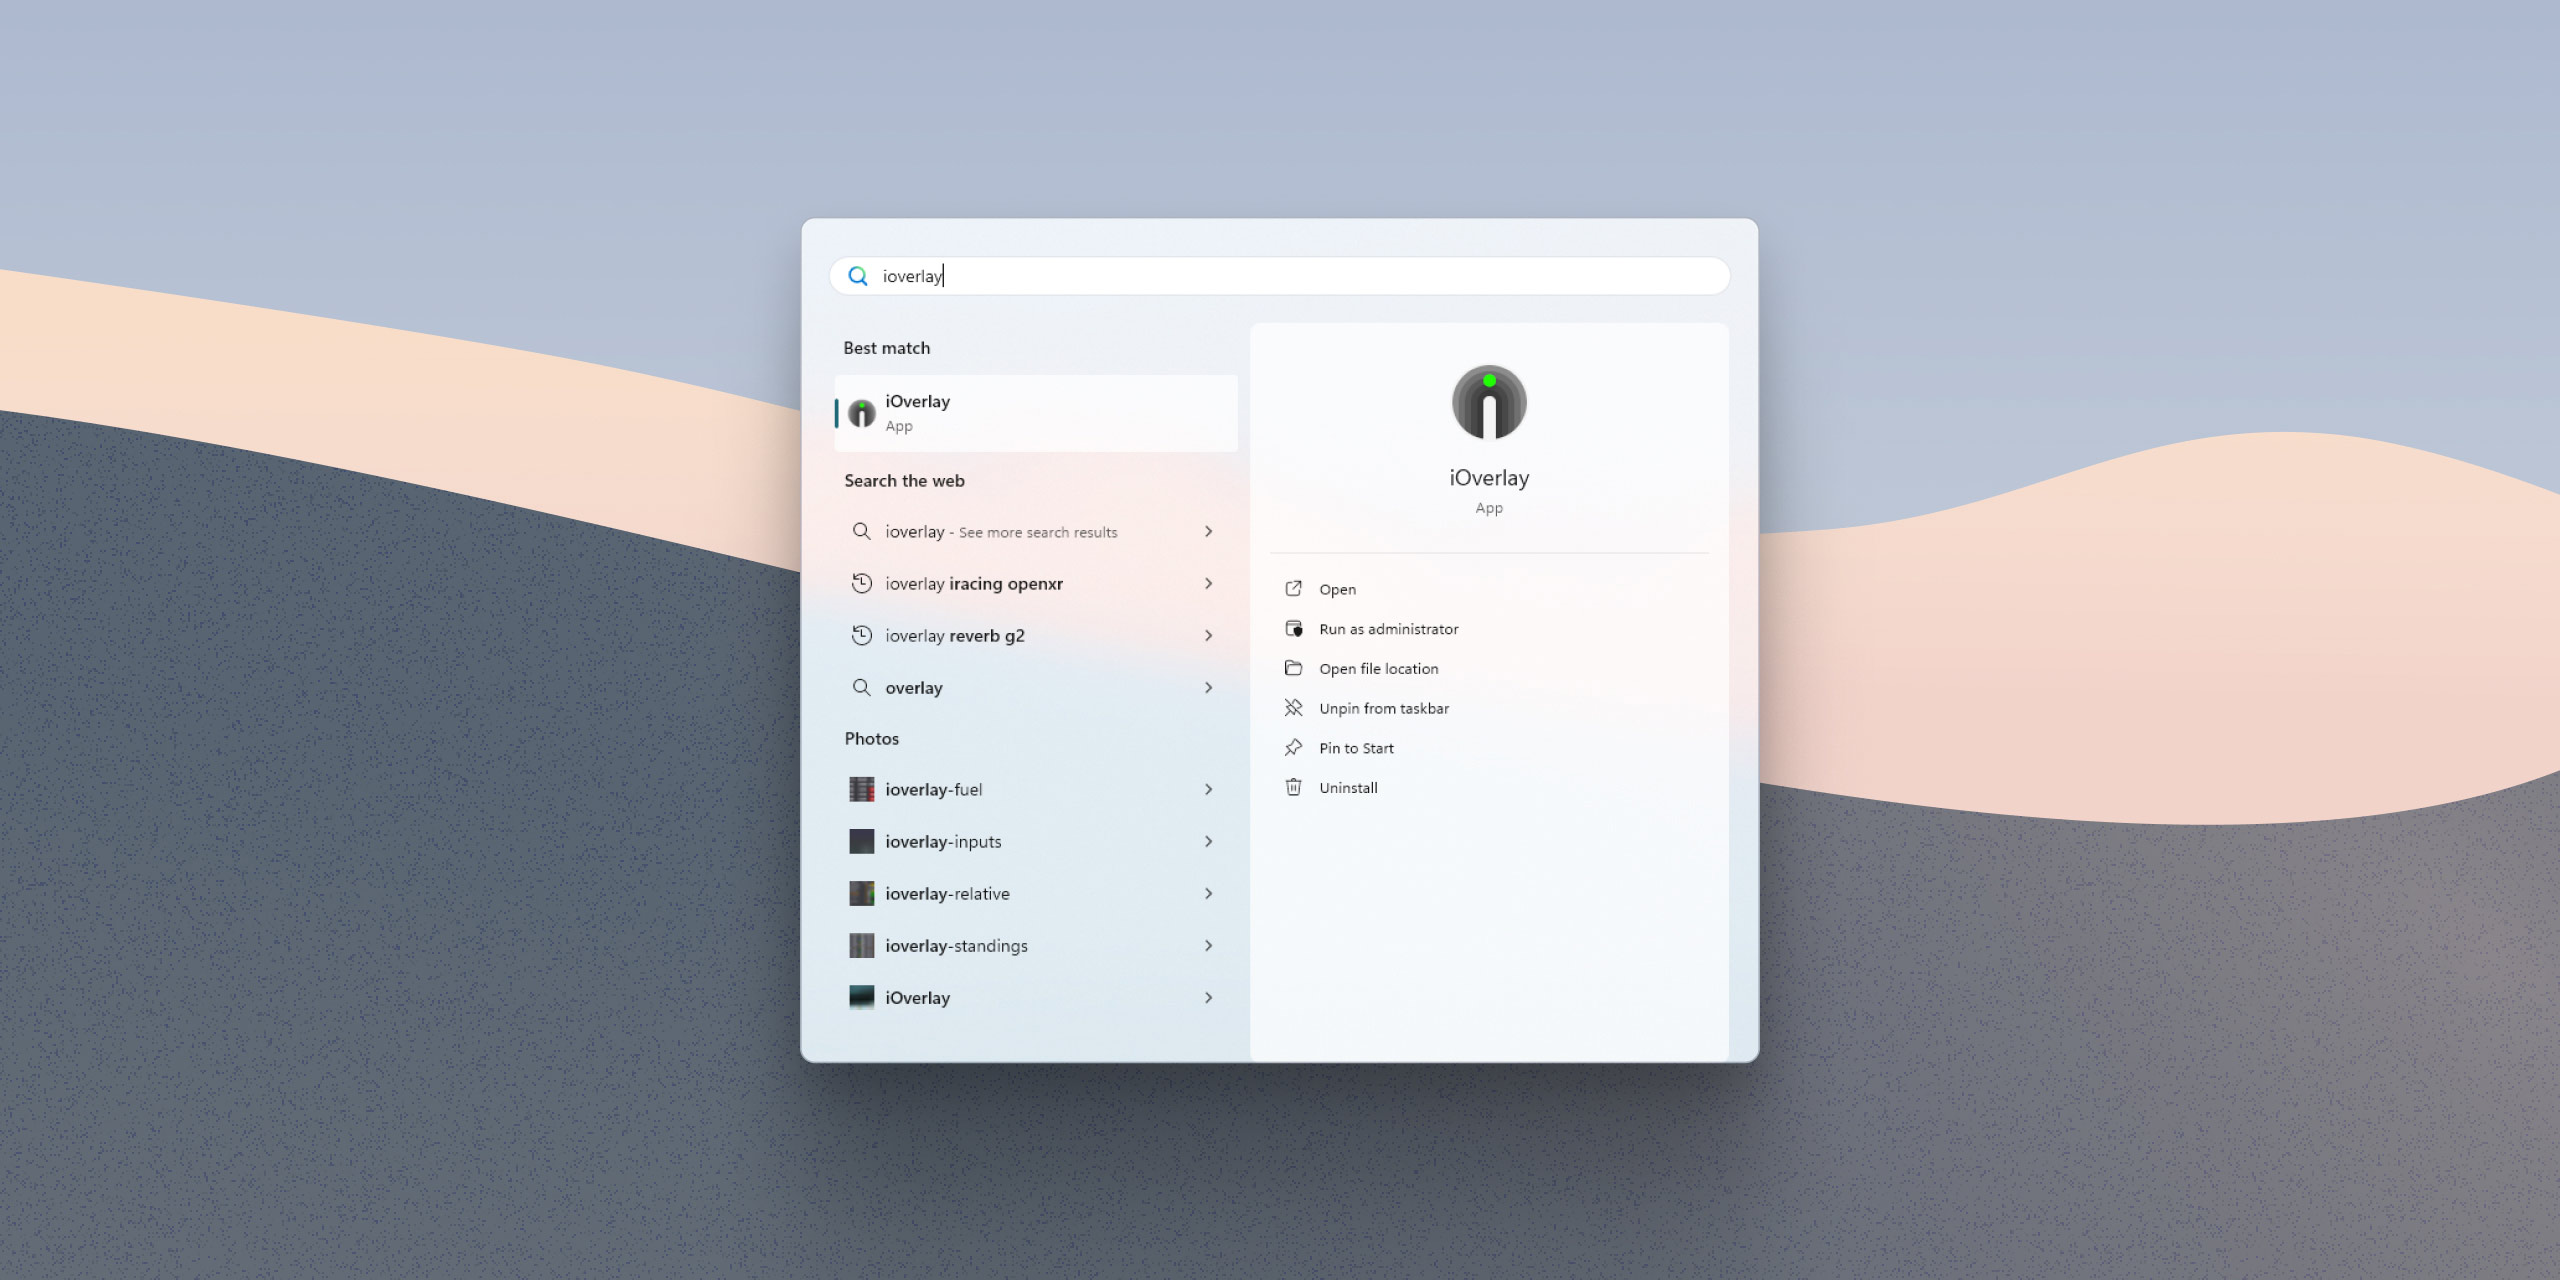 ioverlay
Best match
iOverlay
App
Search the web
ioverlay - See more search results
ioverlay iracing openxr
ioverlay reverb g2
overlay
Photos
ioverlay-fuel
ioverlay-inputs
ioverlay-relative
ioverlay-standings
iOverlay
iOverlay
App
Open
Run as administrator
Open file location
Unpin from taskbar
Pin to Start
Uninstall